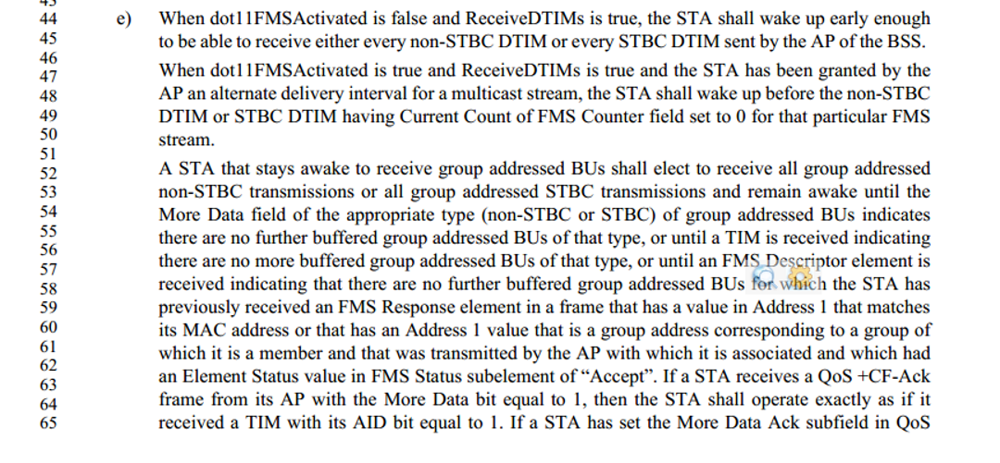 44 e) When dot11FMSActivated is false and ReceiveDTIMs is true, the STA shall wake up early enough
45 to be able to receive either every non-STBC DTIM or every STBC DTIM sent by the AP of the BSS.
46
47 When dot11FMSActivated is true and ReceiveDTIMs is true and the STA has been granted by the
48 AP an alternate delivery interval for a multicast stream, the STA shall wake up before the non-STBC
49 DTIM or STBC DTIM having Current Count of FMS Counter field set to 0 for that particular FMS
50 stream.
51
52 A STA that stays awake to receive group addressed BUs shall elect to receive all group addressed
53 non-STBC transmissions or all group addressed STBC transmissions and remain awake until the
54 More Data field of the appropriate type (non-STBC or STBC) of group addressed BUs indicates
55 there are no further buffered group addressed BUs of that type, or until a TIM is received indicating
56 there are no more buffered group addressed BUs of that type, or until an FMS Descriptor element is
57
58 received indicating that there are no further buffered group addressed BUs for which the STA has
59 previously received an FMS Response element in a frame that has a value in Address 1 that matches
60 its MAC address or that has an Address 1 value that is a group address corresponding to a group of
61 which it is a member and that was transmitted by the AP with which it is associated and which had
62
63 an Element Status value in FMS Status subelement of “Accept”. If a STA receives a QoS +CF-Ack
64 frame from its AP with the More Data bit equal to 1, then the STA shall operate exactly as if it
65 received a TIM with its AID bit equal to 1. If a STA has set the More Data Ack subfield in QoS